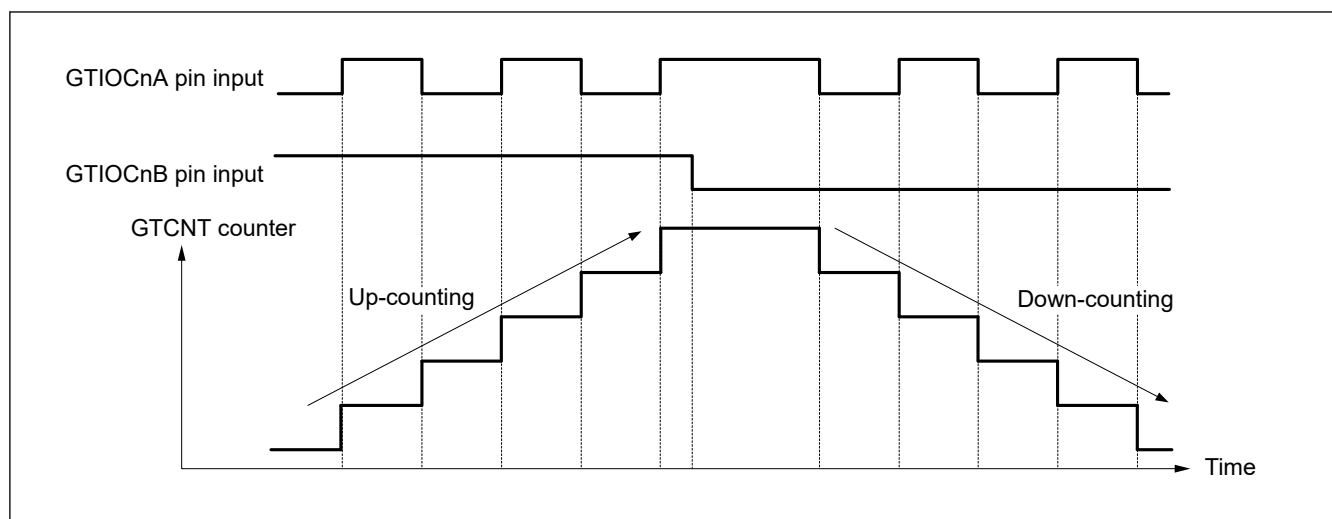 GTIOCnA pin input
GTIOCnB pin input
GTCNT counter
Up-counting
Down-counting
Time